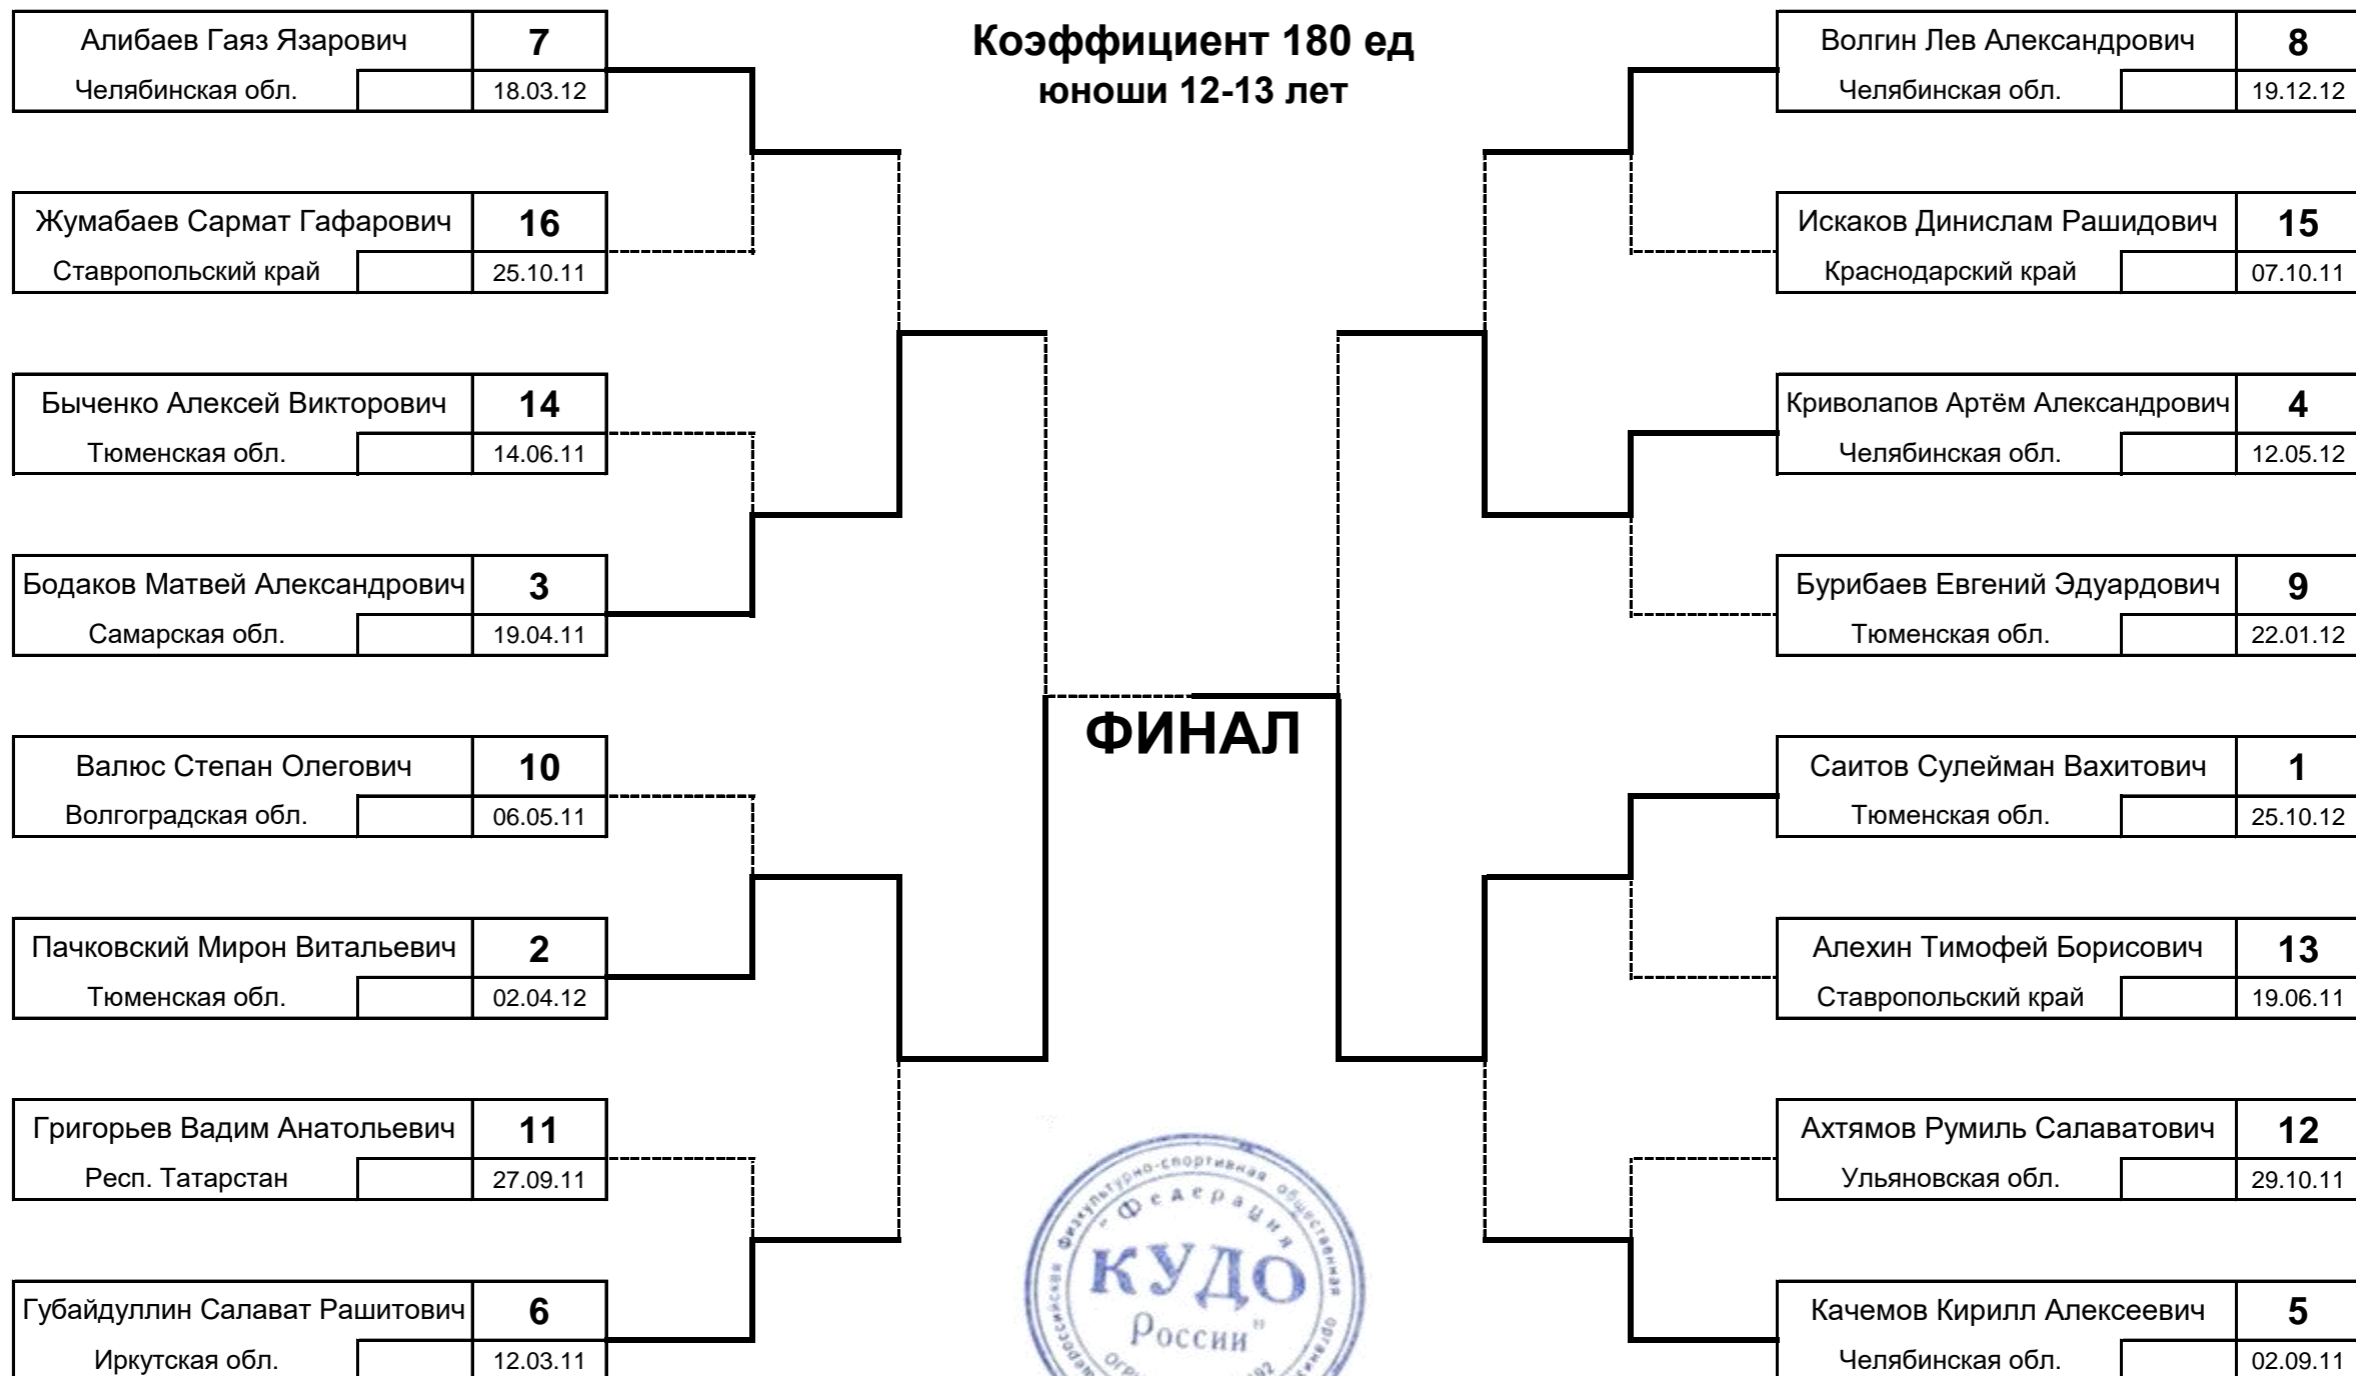 Коэффициент 180 ед
юноши 12-13 лет
Алибаев Гаяз Язарович 7
Челябинская обл. 18.03.12
Жумабаев Сармат Гафарович 16
Ставропольский край 25.10.11
Быченко Алексей Викторович 14
Тюменская обл. 14.06.11
Бодаков Матвей Александрович 3
Самарская обл. 19.04.11
Валюс Степан Олегович 10
Волгоградская обл. 06.05.11
Пачковский Мирон Витальевич 2
Тюменская обл. 02.04.12
Григорьев Вадим Анатольевич 11
Респ. Татарстан 27.09.11
Губайдуллин Салават Рашитович 6
Иркутская обл. 12.03.11
ФИНАЛ
Волгин Лев Александрович 8
Челябинская обл. 19.12.12
Искаков Динислам Рашидович 15
Краснодарский край 07.10.11
Криволапов Артём Александрович 4
Челябинская обл. 12.05.12
Бурибаев Евгений Эдуардович 9
Тюменская обл. 22.01.12
Саитов Сулейман Вахитович 1
Тюменская обл. 25.10.12
Алехин Тимофей Борисович 13
Ставропольский край 19.06.11
Ахтямов Румиль Салаватович 12
Ульяновская обл. 29.10.11
Качемов Кирилл Алексеевич 5
Челябинская обл. 02.09.11
физкультурно-спортивная общественная
"Федерация
КУДО
России"